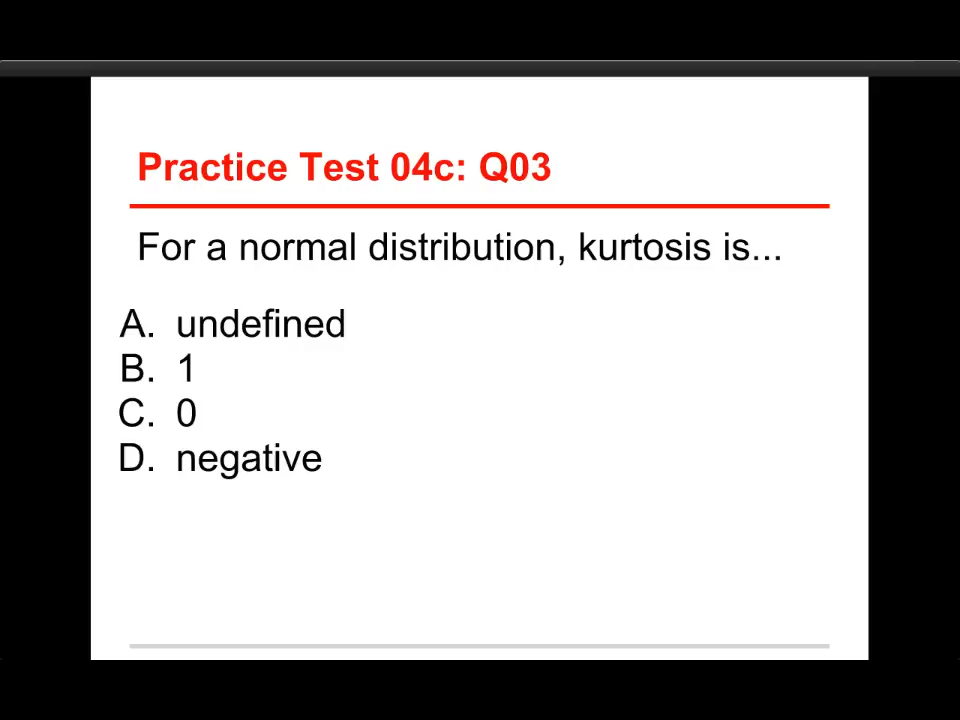 Practice Test 04c: Q03
For a normal distribution, kurtosis is...
A. undefined
B. 1
C. 0
D. negative